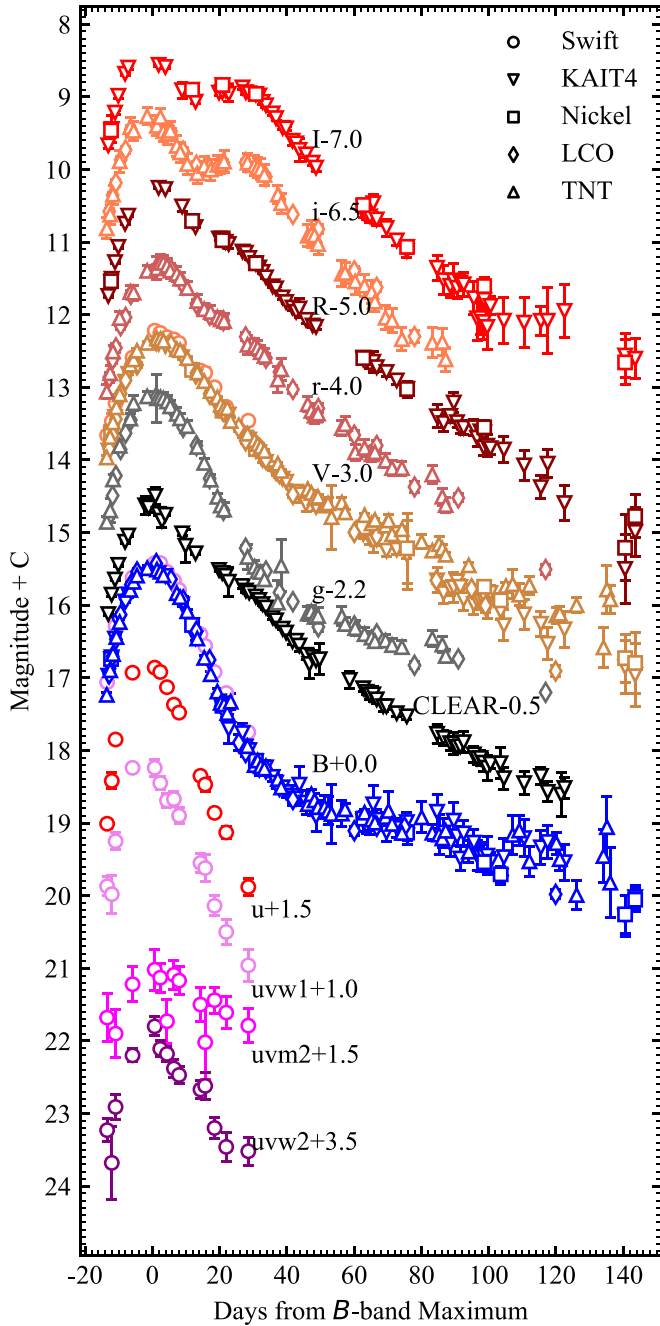 8
9
10
11
12
13
14
15
16
17
18
19
20
21
22
23
24
Magnitude + C
Swift
KAIT4
Nickel
LCO
TNT
I-7.0
i-6.5
R-5.0
r-4.0
V-3.0
g-2.2
CLEAR-0.5
B+0.0
u+1.5
uvw1+1.0
uvm2+1.5
uvw2+3.5
-20 0 20 40 60 80 100 120 140
Days from B-band Maximum